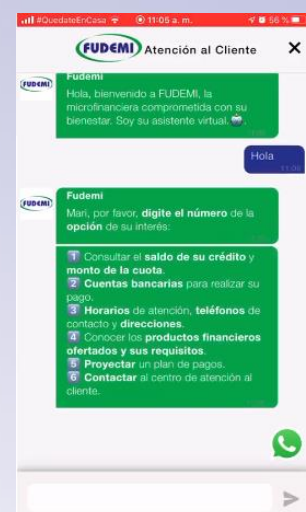 #QuedateEnCasa 11:05 a. m. 56 %
FUDEMI Atención al Cliente ×
FUDEMI
Fudemi
Hola, bienvenido a FUDEMI, la
microfinanciera comprometida con su
bienestar. Soy su asistente virtual.
Hola
Fudemi
FUDEMI
Mari, por favor, digite el número de la
opción de su interés:
1 Consultar el saldo de su crédito y
monto de la cuota.
2 Cuentas bancarias para realizar su
pago.
3 Horarios de atención, teléfonos de
contacto y direcciones.
4 Conocer los productos financieros
ofertados y sus requisitos.
5 Proyectar un plan de pagos.
6 Contactar al centro de atención al
cliente.